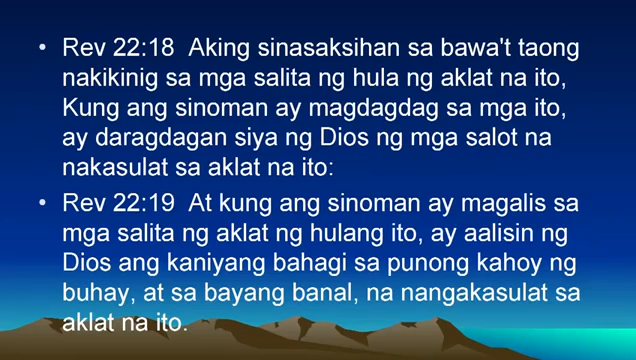 • Rev 22:18  Aking sinasaksihan sa bawa't taong
nakikinig sa mga salita ng hula ng aklat na ito,
Kung ang sinoman ay magdagdag sa mga ito,
ay daragdagan siya ng Dios ng mga salot na
nakasulat sa aklat na ito:
• Rev 22:19  At kung ang sinoman ay magalis sa
mga salita ng aklat ng hulang ito, ay aalisin ng
Dios ang kaniyang bahagi sa punong kahoy ng
buhay, at sa bayang banal, na nangakasulat sa
aklat na ito.